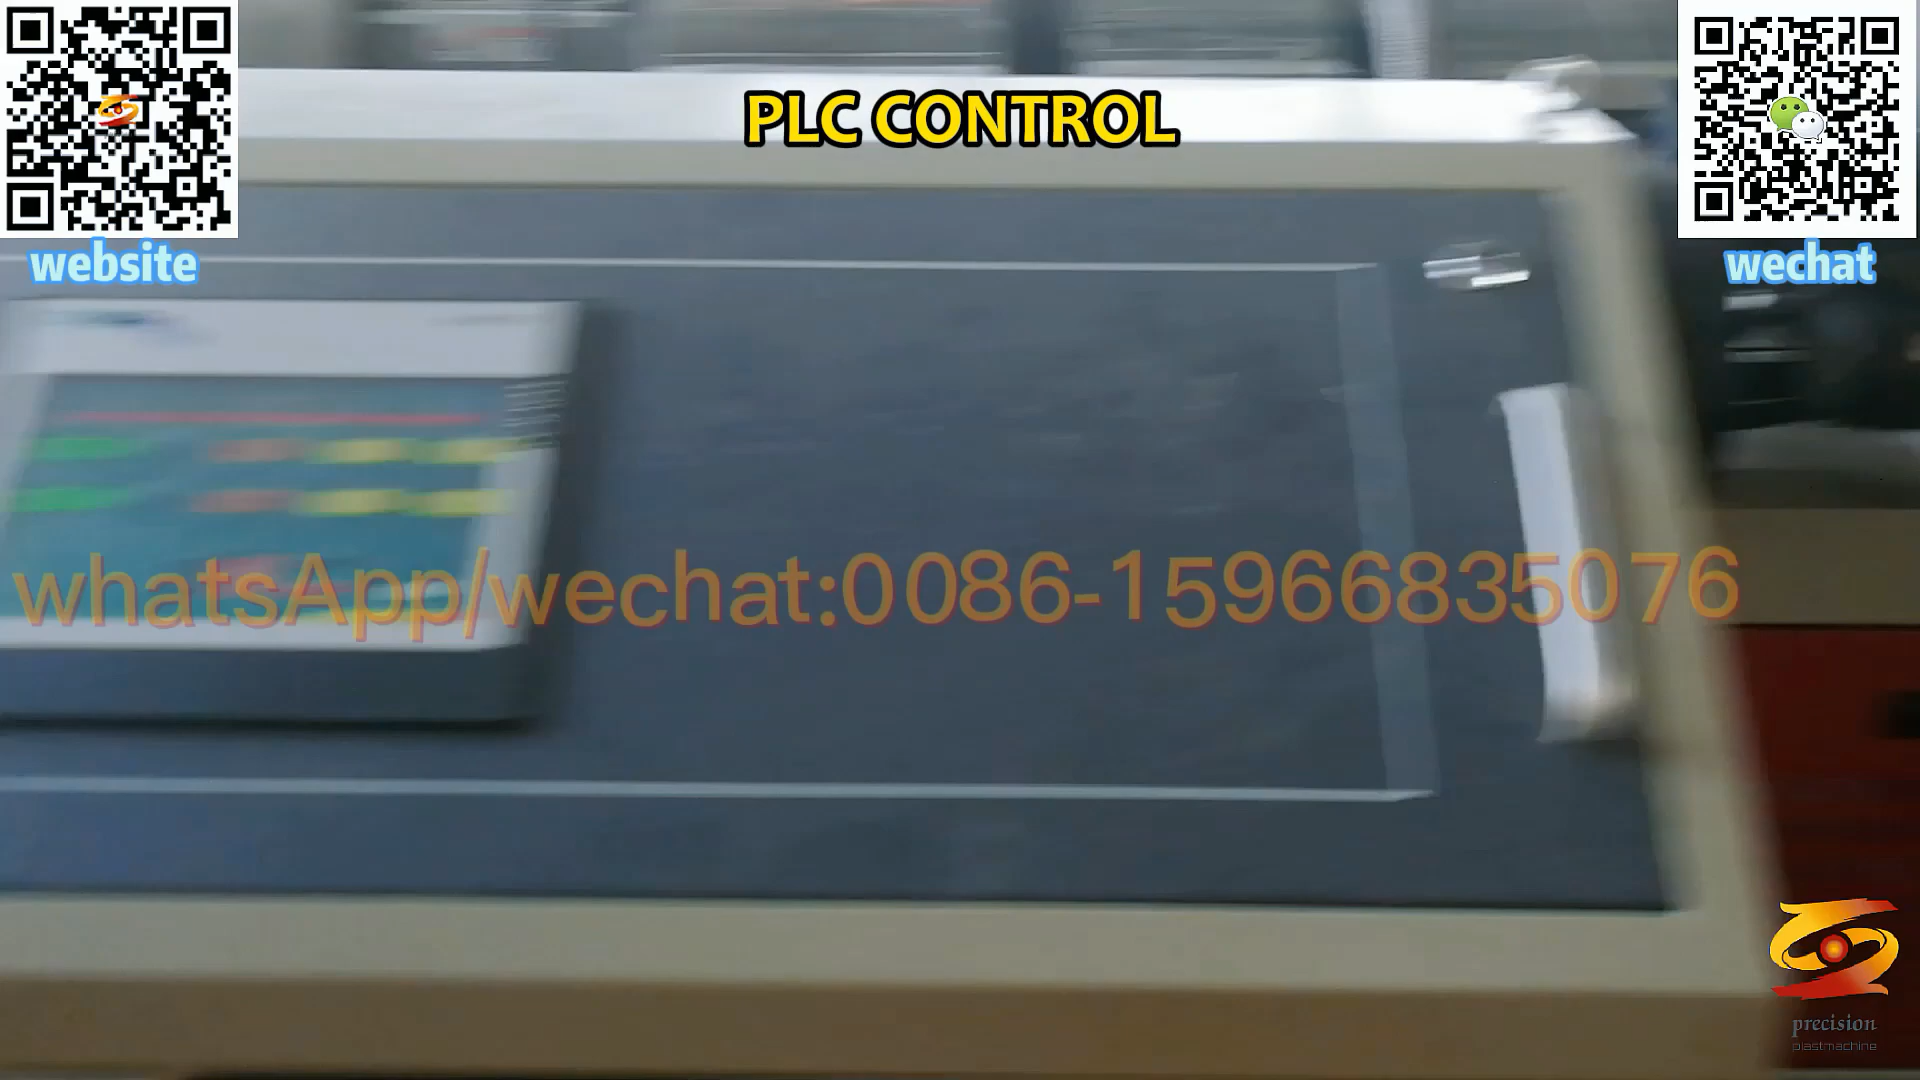 PLC CONTROL
website
wechat
whatsApp/wechat:0086-15966835076
precision
plastmachine